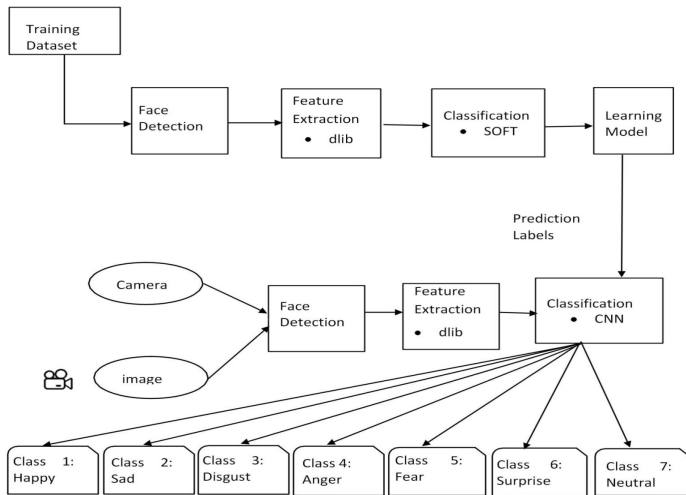 Training
Dataset
Face
Detection
Feature
Extraction
• dlib
Classification
• SOFT
Learning
Model
Prediction
Labels
Camera
image
Face
Detection
Feature
Extraction
• dlib
Classification
• CNN
Class 1:
Happy
Class 2:
Sad
Class 3:
Disgust
Class 4:
Anger
Class 5:
Fear
Class 6:
Surprise
Class 7:
Neutral